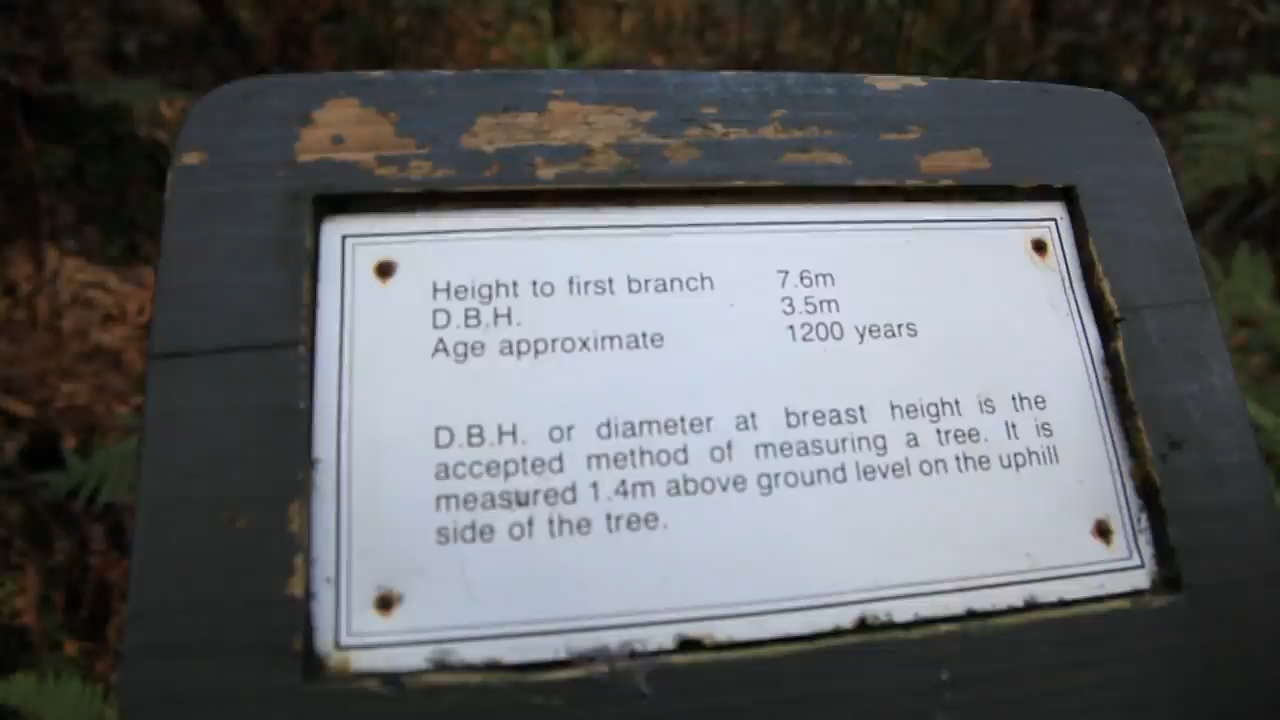 Height to first branch 7.6m
D.B.H. 3.5m
Age approximate 1200 years
D.B.H. or diameter at breast height is the
accepted method of measuring a tree. It is
measured 1.4m above ground level on the uphill
side of the tree.